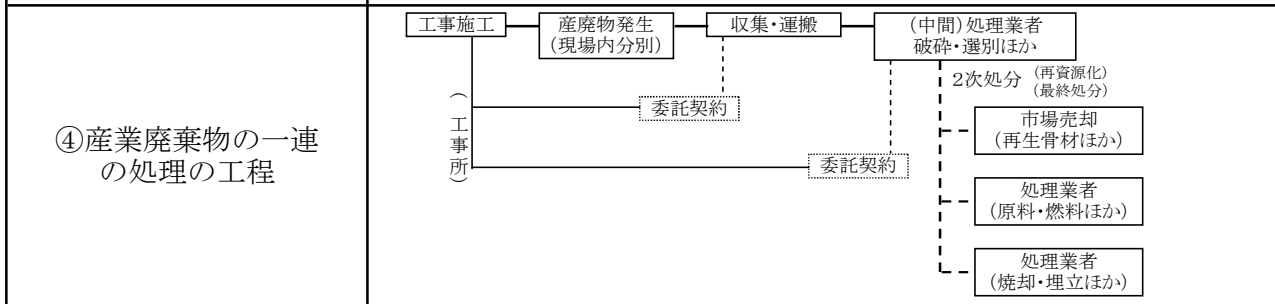 ④産業廃棄物の一連
の処理の工程
工事施工
産廃物発生
(現場内分別)
収集・運搬
(中間)処理業者
破砕・選別ほか
(工事所)
委託契約
委託契約
2次処分
(再資源化)
(最終処分)
市場売却
(再生骨材ほか)
処理業者
(原料・燃料ほか)
処理業者
(焼却・埋立ほか)